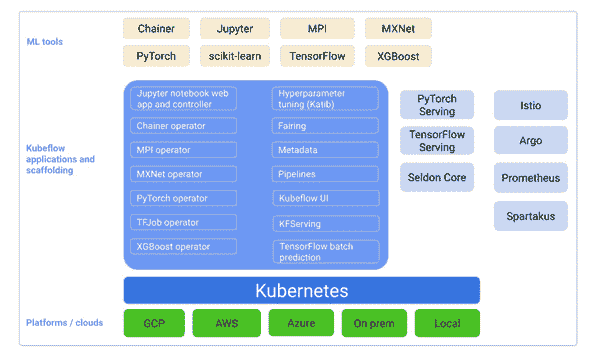 ML tools
Chainer
Jupyter
MPI
MXNet
PyTorch
scikit-learn
TensorFlow
XGBoost
Kubeflow
applications and
scaffolding
Jupyter notebook web
app and controller
Chainer operator
MPI operator
MXNet operator
PyTorch operator
TFJob operator
XGBoost operator
Hyperparameter
tuning (Katib)
Fairing
Metadata
Pipelines
Kubeflow UI
KFServing
TensorFlow batch
prediction
PyTorch
Serving
TensorFlow
Serving
Seldon Core
Istio
Argo
Prometheus
Spartakus
Kubernetes
Platforms / clouds
GCP
AWS
Azure
On prem
Local